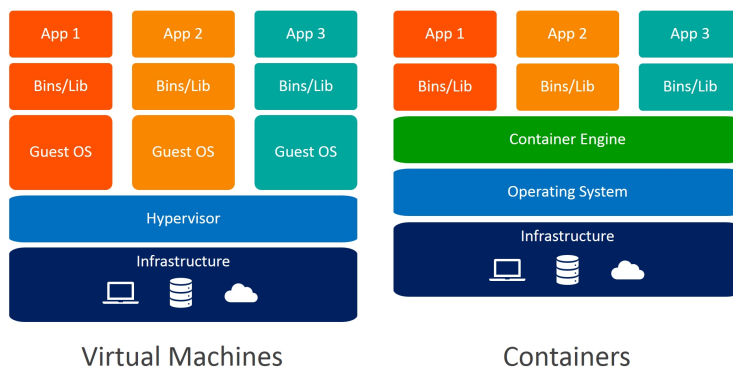 App 1
App 2
App 3
Bins/Lib
Bins/Lib
Bins/Lib
Guest OS
Guest OS
Guest OS
Hypervisor
Infrastructure
Virtual Machines
App 1
App 2
App 3
Bins/Lib
Bins/Lib
Bins/Lib
Container Engine
Operating System
Infrastructure
Containers